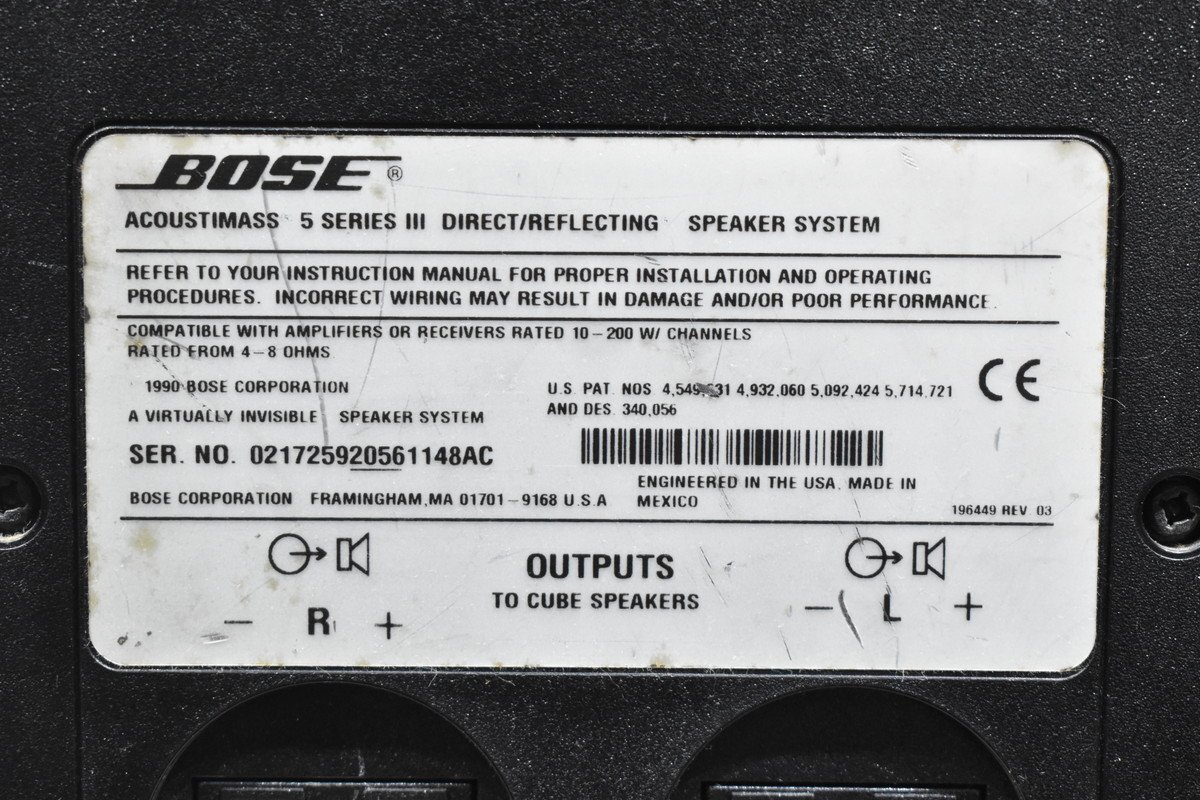 BOSE®
ACOUSTIMASS 5 SERIES III DIRECT/REFLECTING SPEAKER SYSTEM
REFER TO YOUR INSTRUCTION MANUAL FOR PROPER INSTALLATION AND OPERATING
PROCEDURES. INCORRECT WIRING MAY RESULT IN DAMAGE AND/OR POOR PERFORMANCE.
COMPATIBLE WITH AMPLIFIERS OR RECEIVERS RATED 10-200 W/ CHANNELS
RATED FROM 4-8 OHMS
1990 BOSE CORPORATION
A VIRTUALLY INVISIBLE SPEAKER SYSTEM
SER. NO. 021725920561148AC
BOSE CORPORATION FRAMINGHAM,MA 01701-9168 U.S.A
U.S. PAT. NOS 4,932,060 5,092,424 5,714,721
AND DES. 340,056
CE
ENGINEERED IN THE USA. MADE IN
MEXICO
196449 REV 03
OUTPUTS
TO CUBE SPEAKERS
- R +
- L +